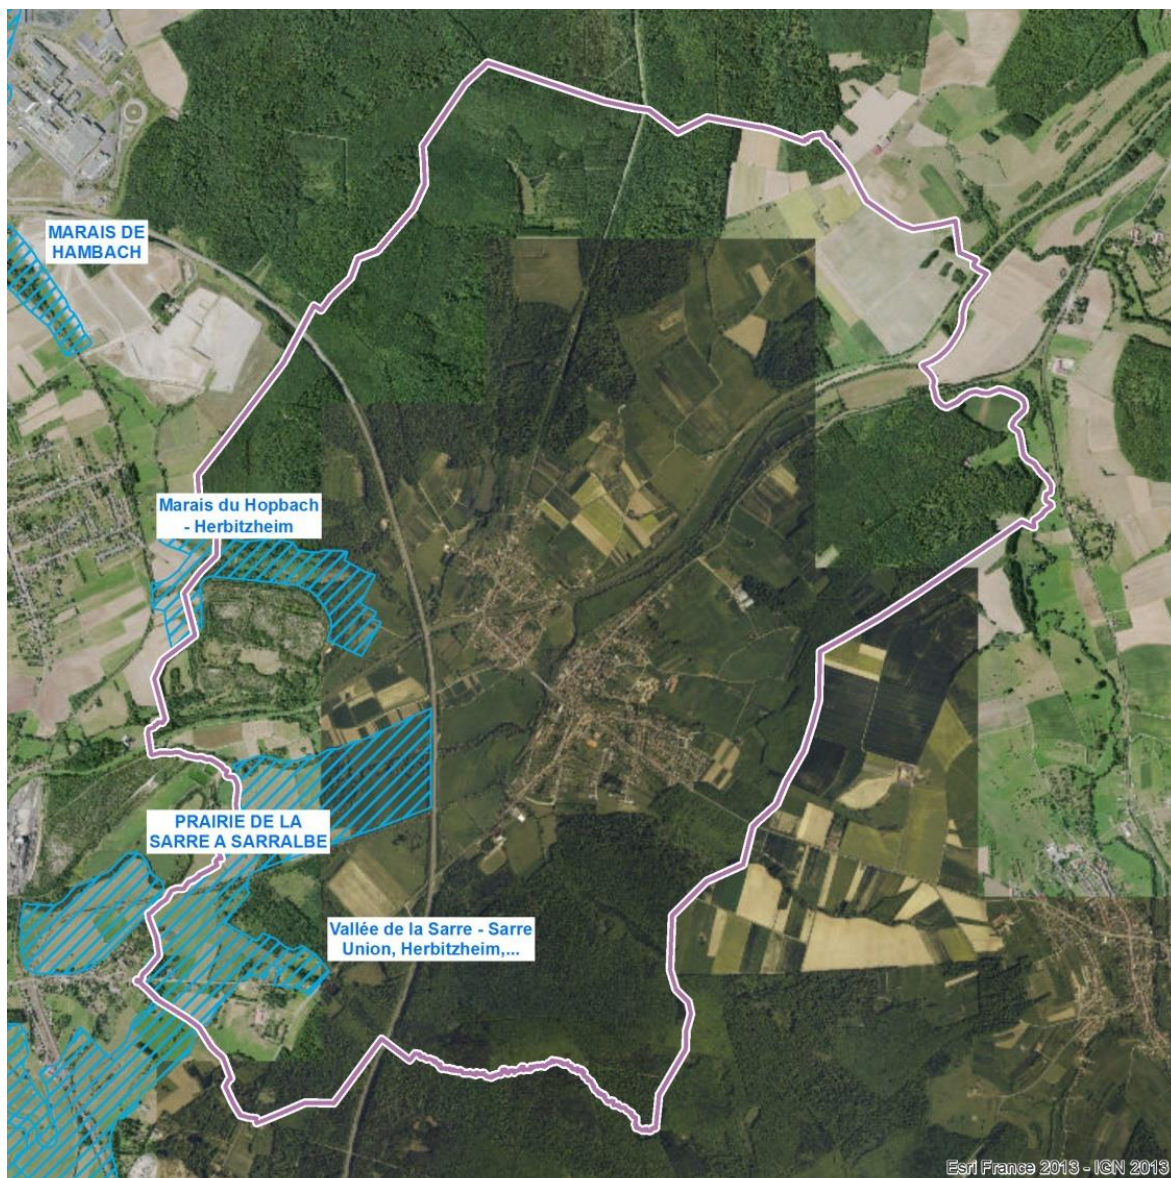 MARAIS DE
HAMBACH
Marais du Hopbach
- Herbitzheim
PRAIRIE DE LA
SARRE A SARRALBE
Vallée de la Sarre - Sarre
Union, Herbitzheim,...
Esri France 2013 - IGN 2013